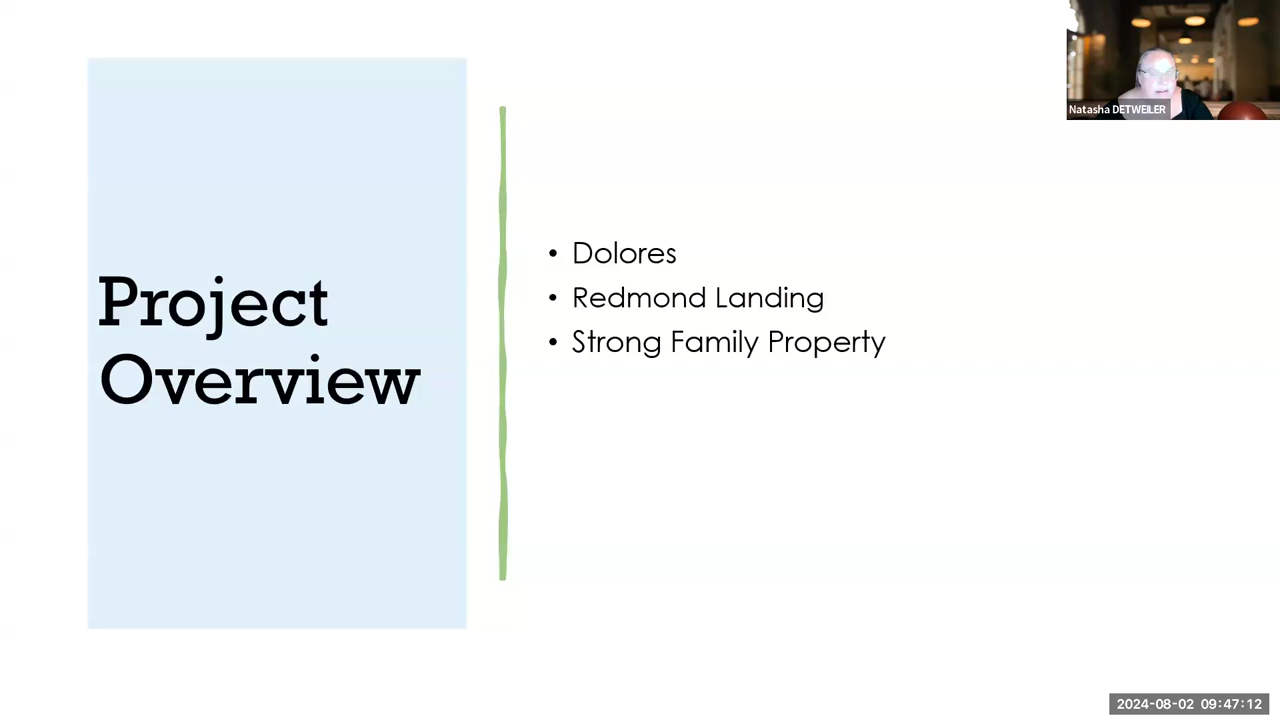 Natasha DETWEILER
Project
Overview
• Dolores
• Redmond Landing
• Strong Family Property
2024-08-02 09:47:12